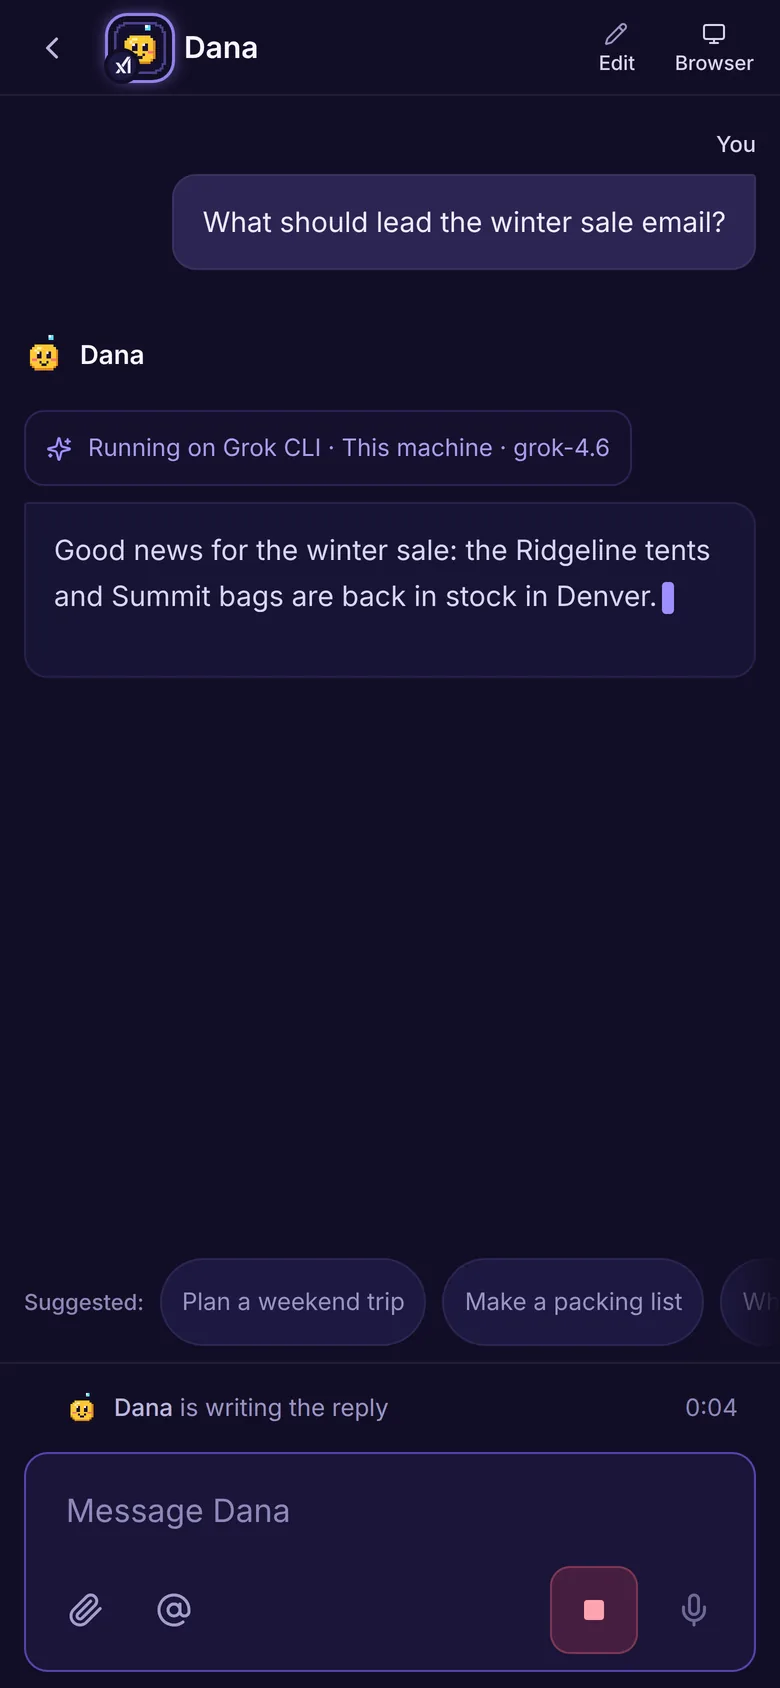 Dana
Edit
Browser
You
What should lead the winter sale email?
Dana
Running on Grok CLI · This machine · grok-4.6
Good news for the winter sale: the Ridgeline tents
and Summit bags are back in stock in Denver.
Suggested:
Plan a weekend trip
Make a packing list
Dana is writing the reply
0:04
Message Dana